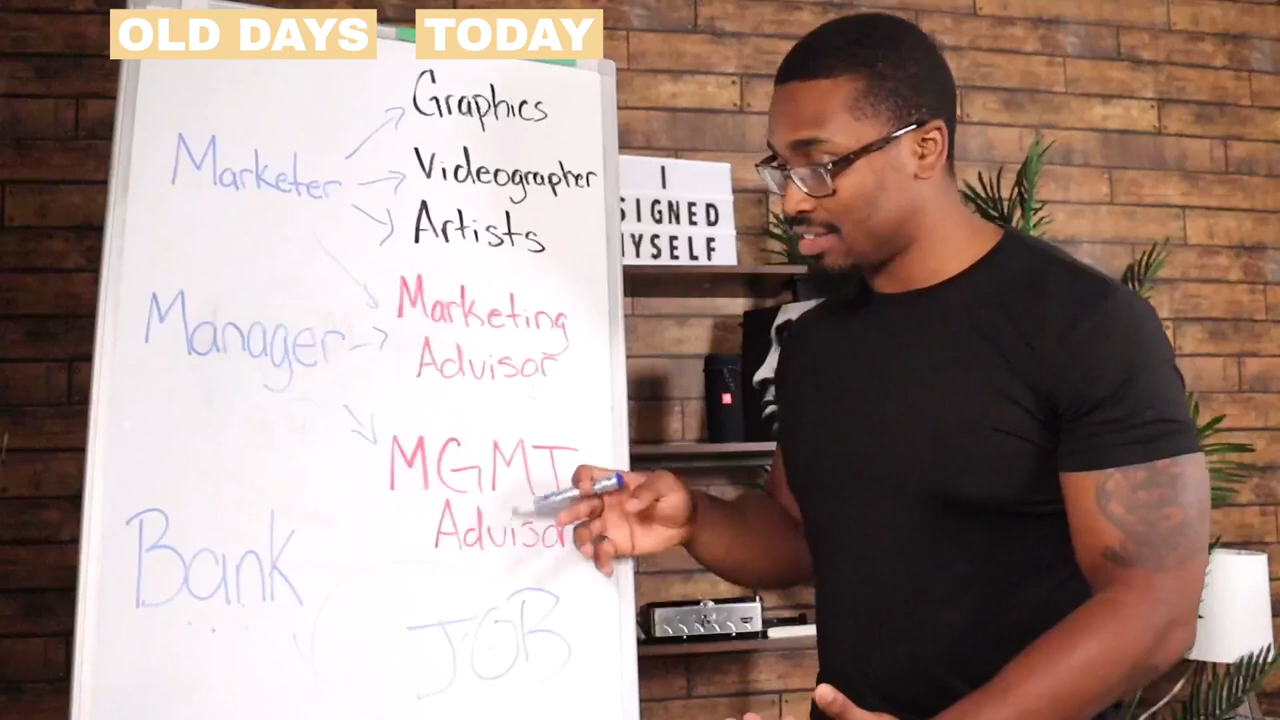 OLD DAYS TODAY
Graphics
Marketer
Videographer
Artists
I
SIGNED
MYSELF
Marketing
Advisor
Manager
MGMT
Advisor
Bank
JOB